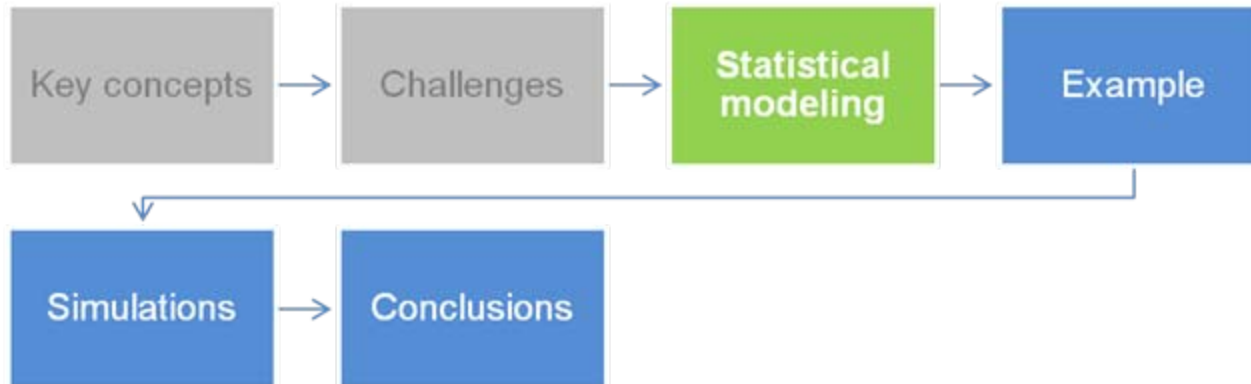 Key concepts
Challenges
Statistical
modeling
Example
Simulations
Conclusions